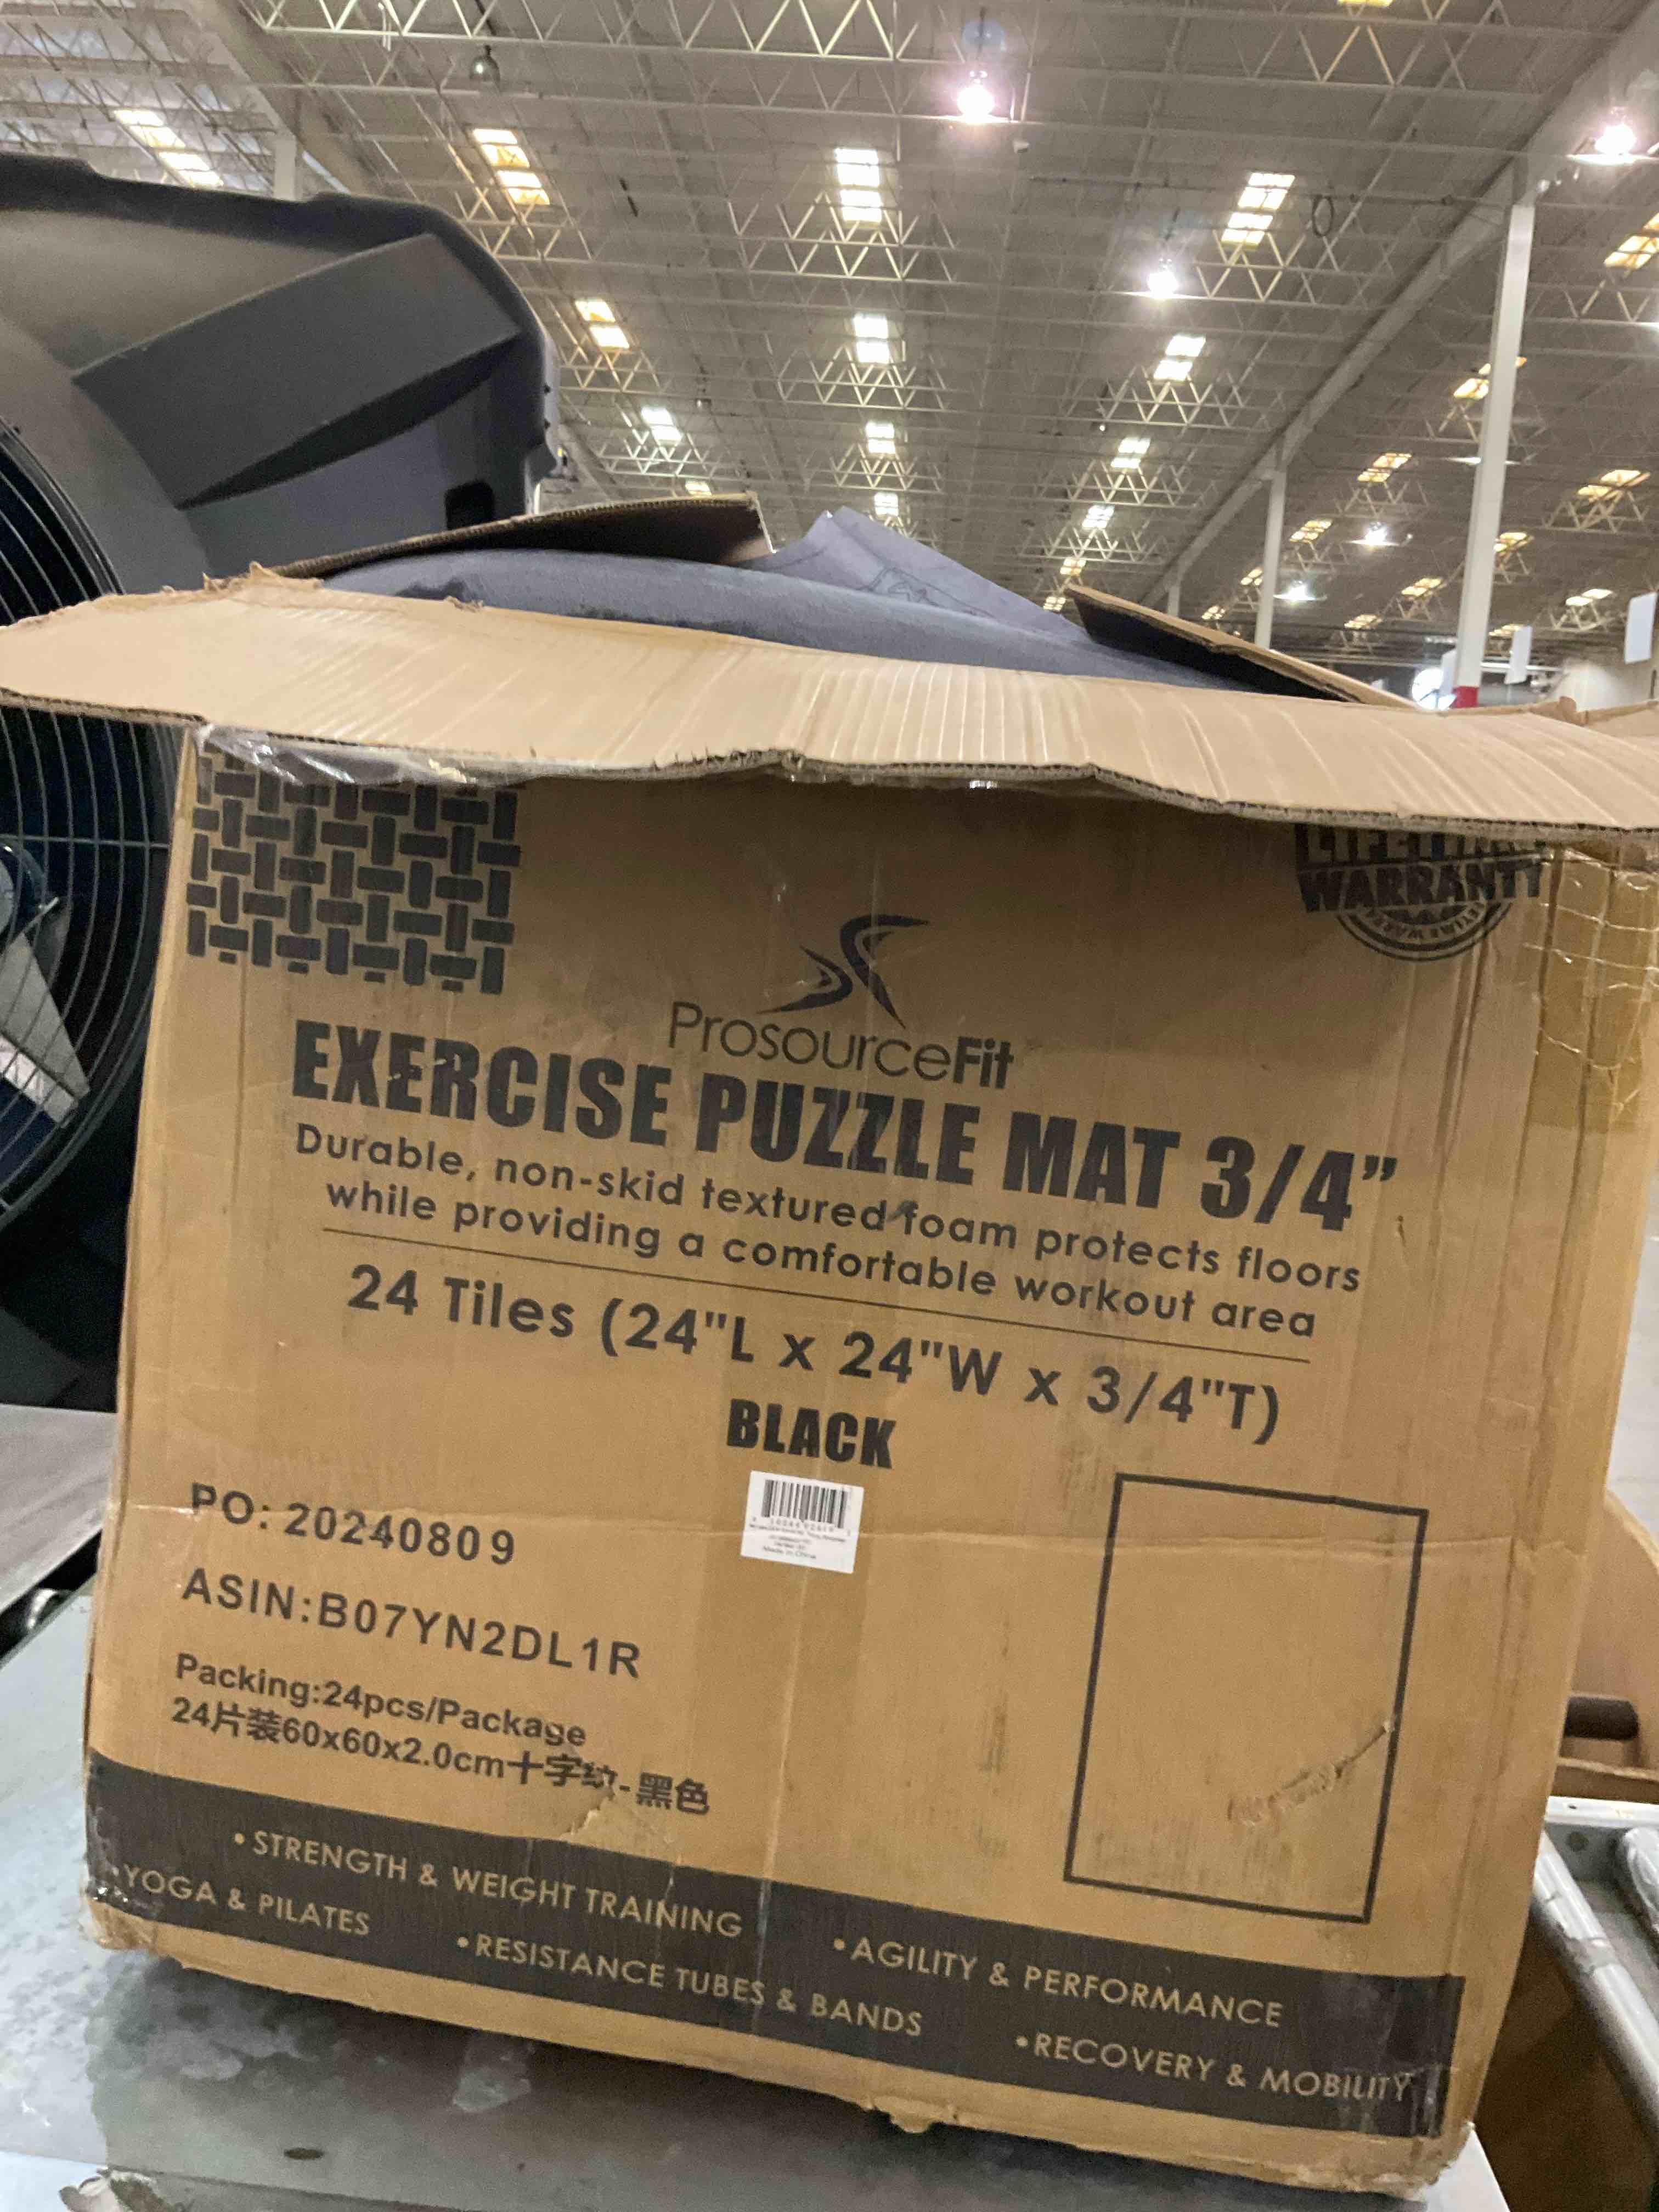 LIFETIME
WARRANTY
ProsourceFit
EXERCISE PUZZLE MAT 3/4”
Durable, non-skid textured foam protects floors
while providing a comfortable workout area
24 Tiles (24"L x 24"W x 3/4"T)
BLACK
PO: 20240809
ASIN:B07YN2DL1R
Packing:24pcs/Package
24片装60x60x2.0cm十字纹-黑色
Made in China
•STRENGTH & WEIGHT TRAINING
•AGILITY & PERFORMANCE
•YOGA & PILATES
•RESISTANCE TUBES & BANDS
•RECOVERY & MOBILITY